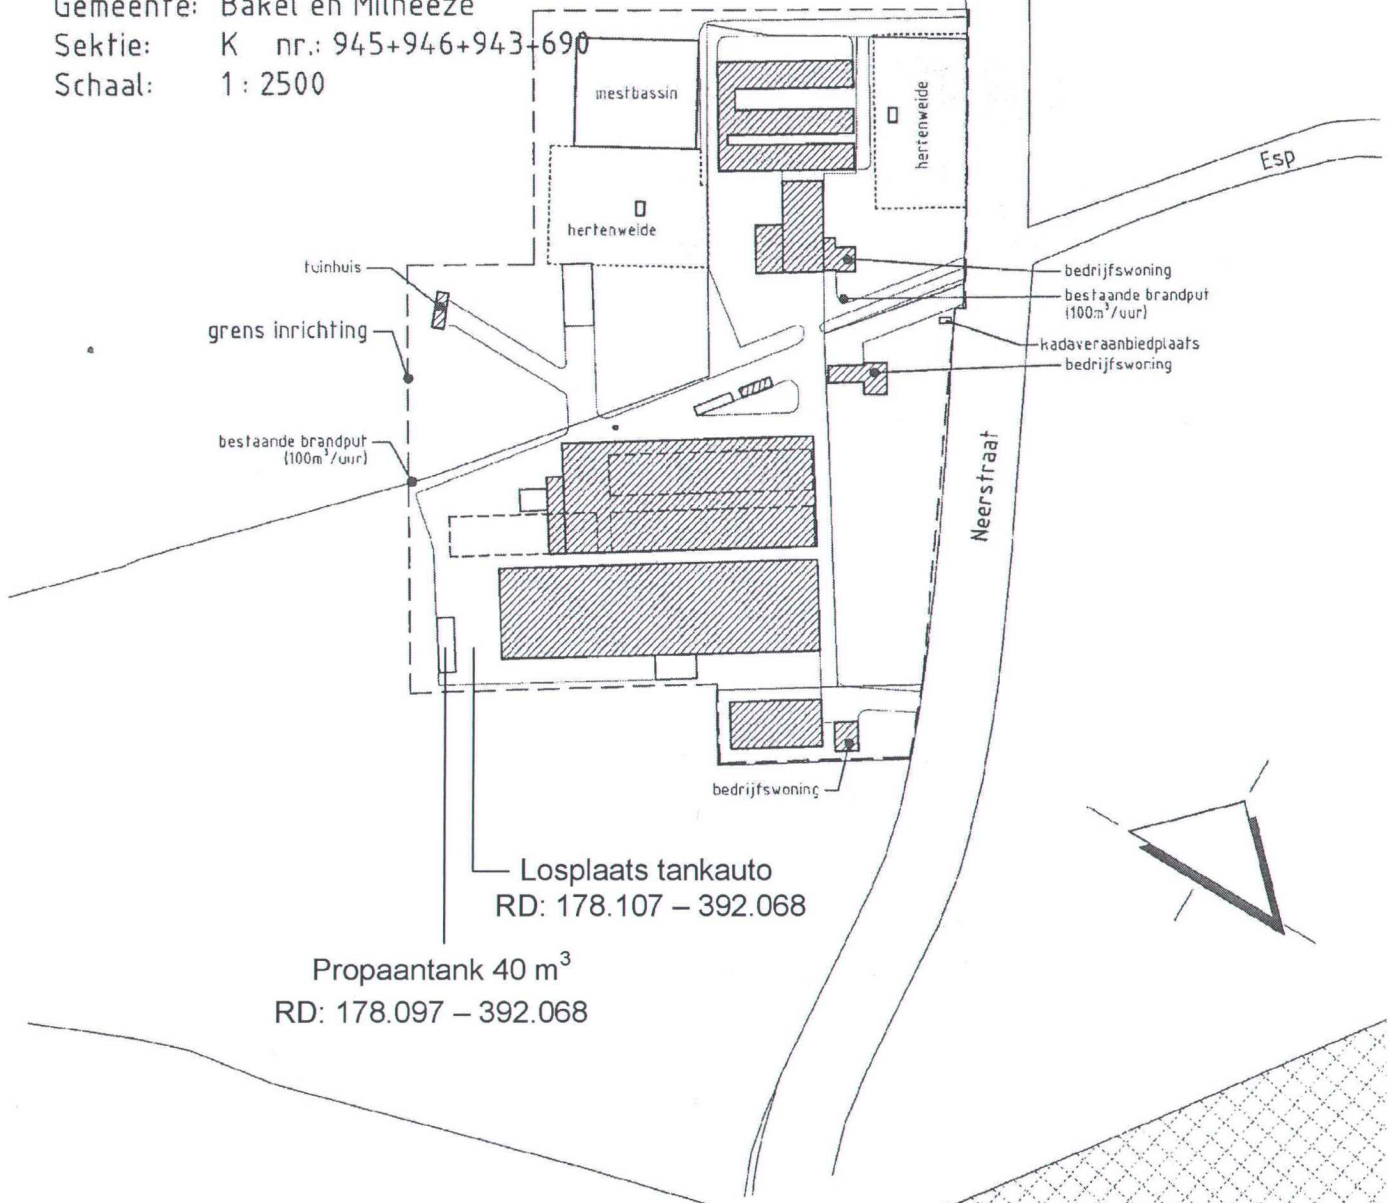 Gemeente: Bakel en Milheeze
Sektie: K nr.: 945+946+943+690
Schaal: 1 : 2500
mestbassin
hertenweide
Esp
hertenweide
tuinhuis
bedrijfswoning
bestaande brandput
(100m³/uur)
grens inrichting
kadaveraanbiedplaats
bedrijfswoning
bestaande brandput
(100m³/uur)
Neerstraat
bedrijfswoning
Losplaats tankauto
RD: 178.107 – 392.068
Propaantank 40 m³
RD: 178.097 – 392.068